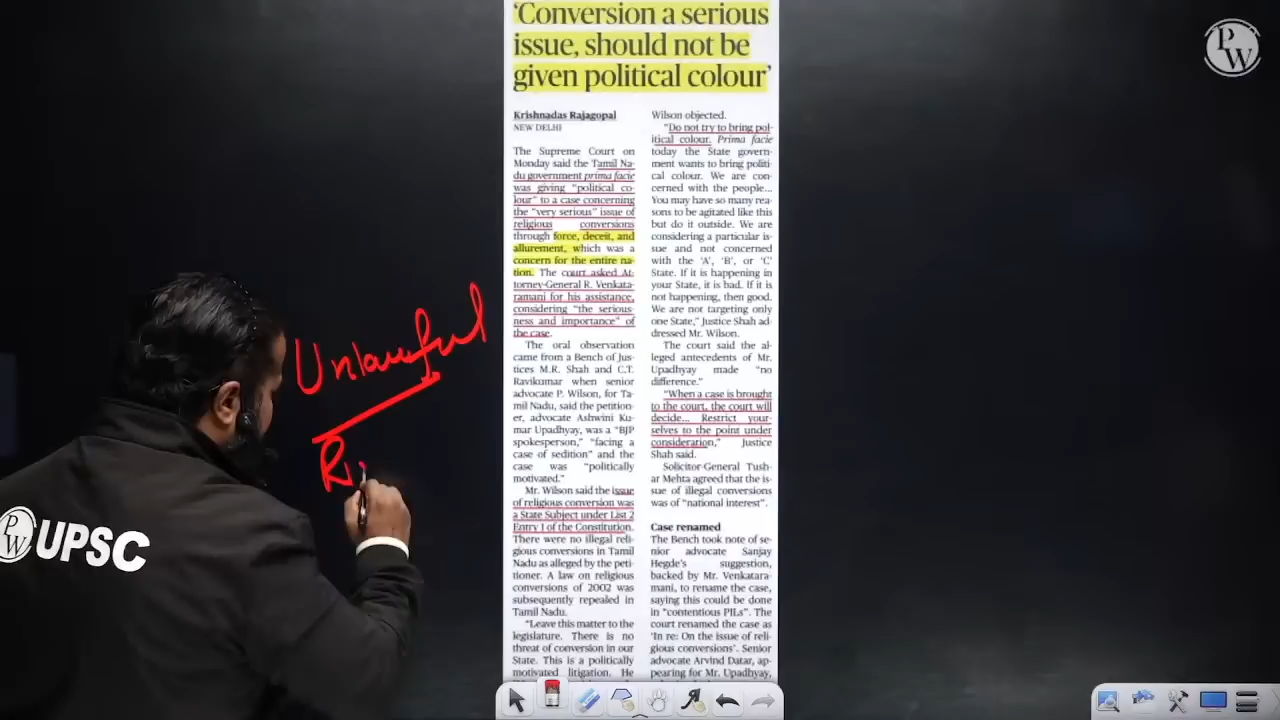 ‘Conversion a serious
issue, should not be
given political colour’
Krishnadas Rajagopal
NEW DELHI
The Supreme Court on
Monday said the Tamil Na-
du government prima facie
was giving “political co-
lour” to a case concerning
the “very serious” issue of
religious conversions
through force, deceit, and
allurement, which was a
concern for the entire na-
tion. The court asked At-
torney-General R. Venkata-
ramani for his assistance,
considering “the serious-
ness and importance” of
the case.
The oral observation
came from a Bench of Jus-
tices M.R. Shah and C.T.
Ravikumar when senior
advocate P. Wilson, for Ta-
mil Nadu, said the petition-
er, advocate Ashwini Ku-
mar Upadhyay, was a “BJP
spokesperson,” “facing a
case of sedition” and the
case was “politically
motivated.”
Mr. Wilson said the issue
of religious conversion was
a State Subject under List 2
Entry I of the Constitution.
There were no illegal reli-
gious conversions in Tamil
Nadu as alleged by the peti-
tioner. A law on religious
conversions of 2002 was
subsequently repealed in
Tamil Nadu.
“Leave this matter to the
legislature. There is no
threat of conversion in our
State. This is a politically
motivated litigation. He
Wilson objected.
“Do not try to bring pol-
itical colour. Prima facie
today the State govern-
ment wants to bring politi-
cal colour. We are con-
cerned with the people...
You may have so many rea-
sons to be agitated like this
but do it outside. We are
considering a particular is-
sue and not concerned
with the ‘A’, ‘B’, or ‘C’
State. If it is happening in
your State, it is bad. If it is
not happening, then good.
We are not targeting only
one State,” Justice Shah ad-
dressed Mr. Wilson.
The court said the al-
leged antecedents of Mr.
Upadhyay made “no
difference.”
“When a case is brought
to the court, the court will
decide... Restrict your-
selves to the point under
consideration,” Justice
Shah said.
Solicitor-General Tush-
ar Mehta agreed that the is-
sue of illegal conversions
was of “national interest”.
Case renamed
The Bench took note of se-
nior advocate Sanjay
Hegde’s suggestion,
backed by Mr. Venkatara-
mani, to rename the case,
saying this could be done
in “contentious PILs”. The
court renamed the case as
‘In re: On the issue of reli-
gious conversions’. Senior
advocate Arvind Datar, ap-
pearing for Mr. Upadhyay,
Unlawful
Ri
PW
PW UPSC